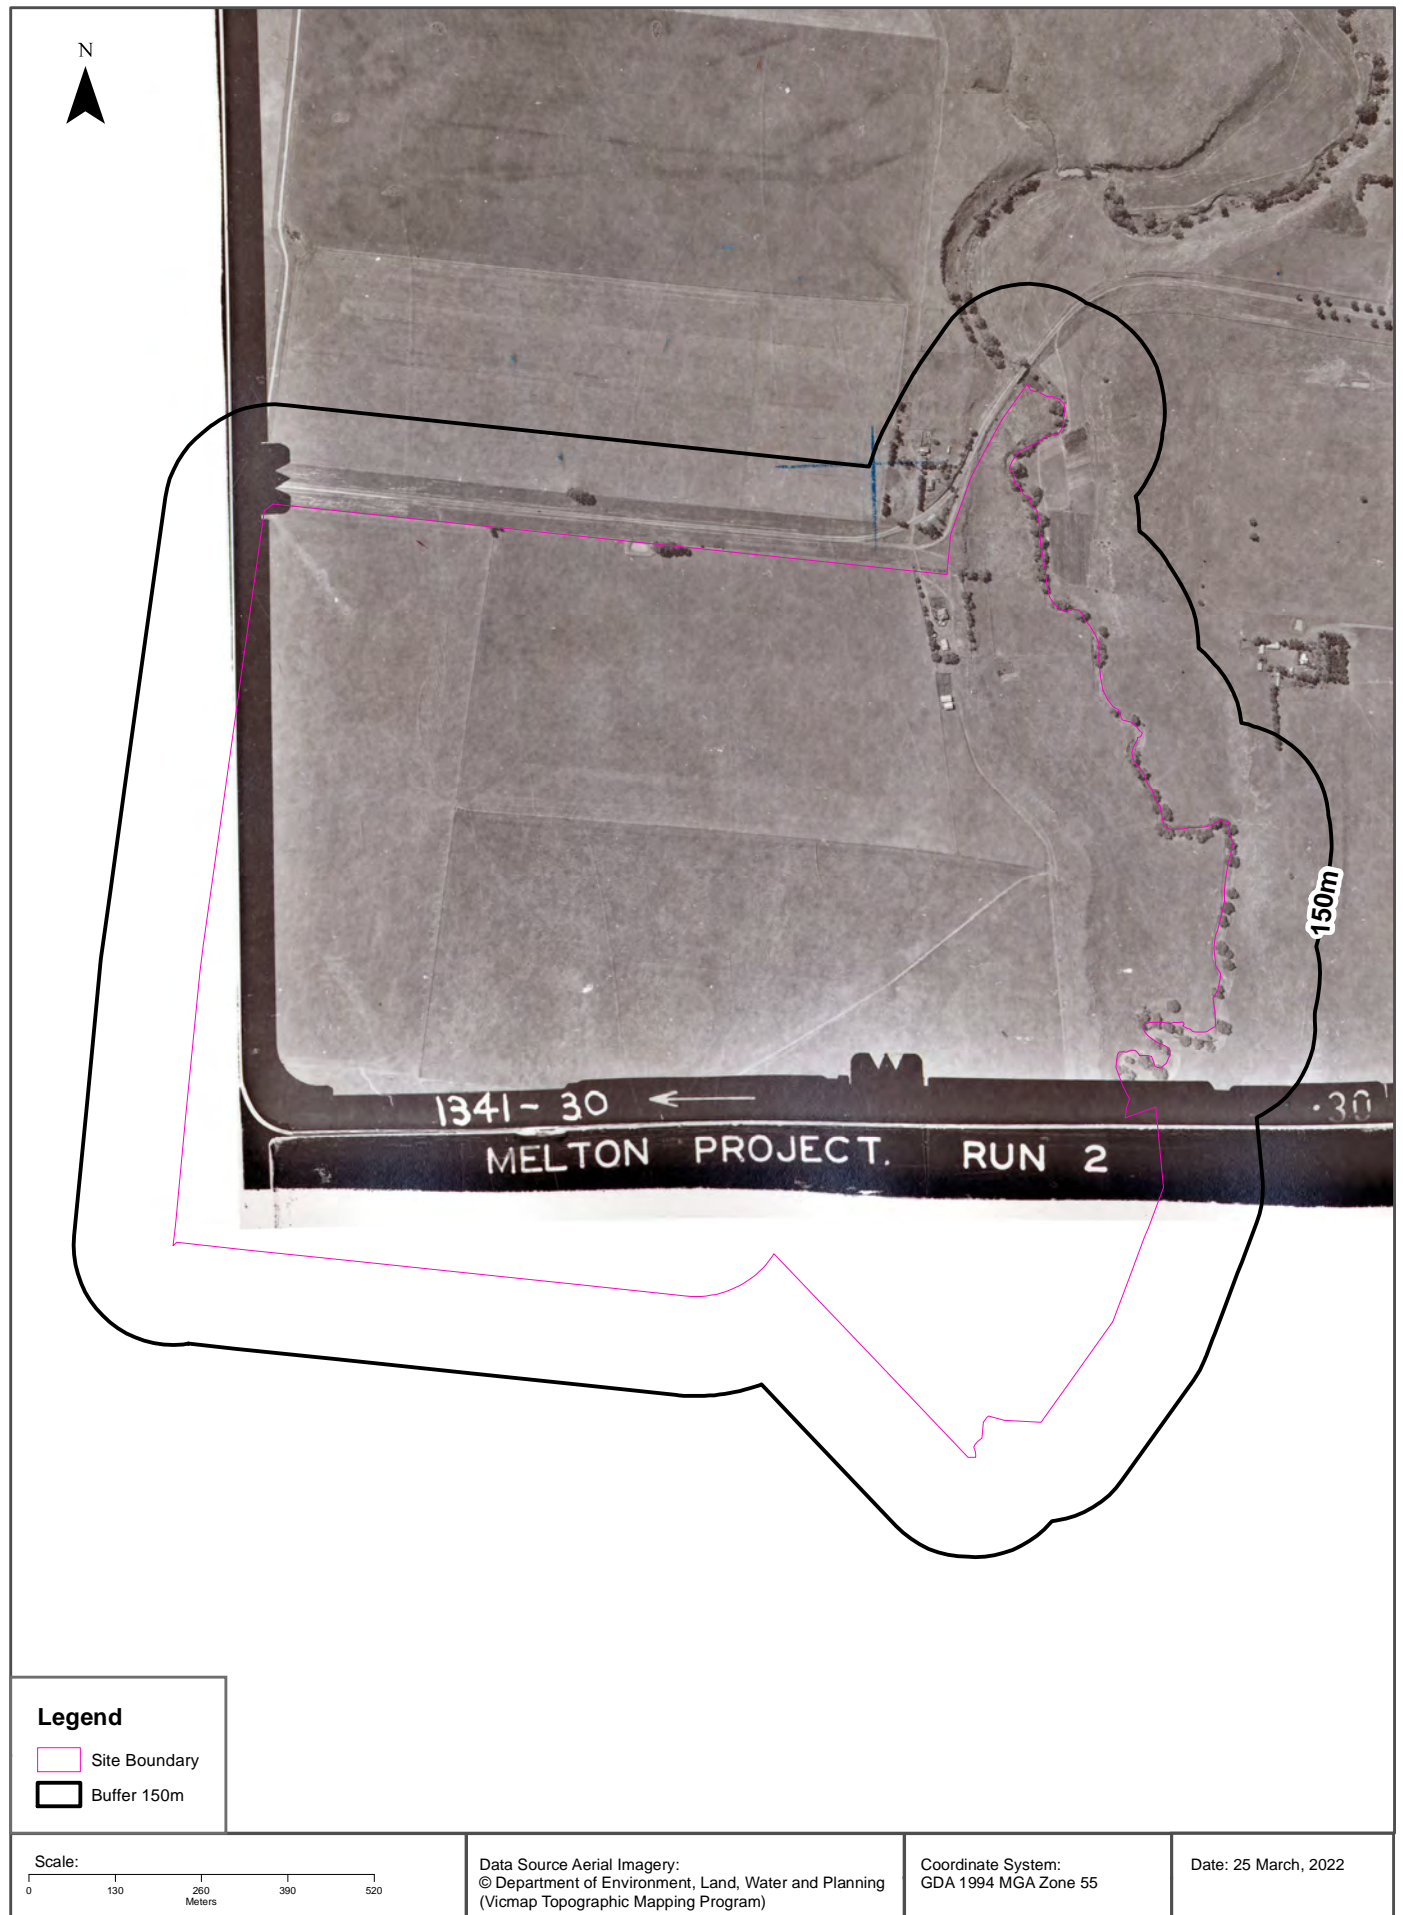 N
150m
1341-30
·30
MELTON PROJECT. RUN 2
Legend
Site Boundary
Buffer 150m
Scale:
0 130 260 390 520
Meters
Data Source Aerial Imagery:
© Department of Environment, Land, Water and Planning
(Vicmap Topographic Mapping Program)
Coordinate System:
GDA 1994 MGA Zone 55
Date: 25 March, 2022